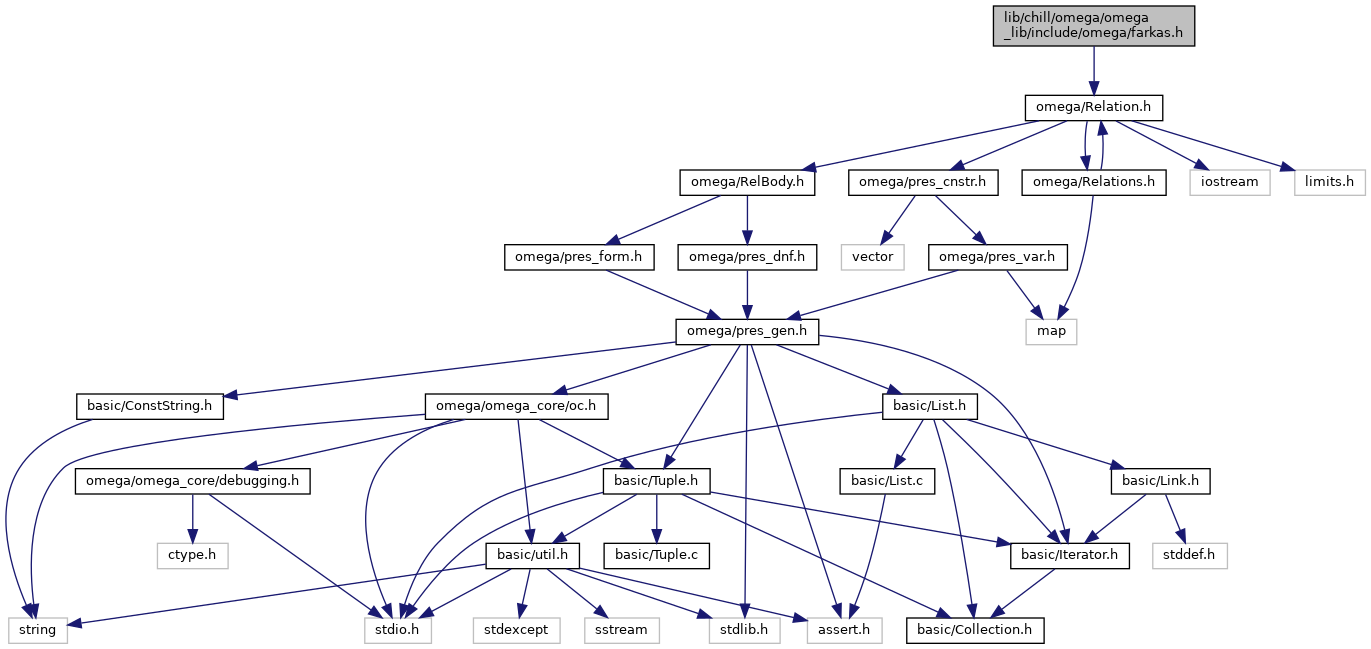 lib/chill/omega/omega
_lib/include/omega/farkas.h
omega/Relation.h
omega/RelBody.h
omega/pres_cnstr.h
omega/Relations.h
iostream
limits.h
omega/pres_form.h
omega/pres_dnf.h
vector
omega/pres_var.h
omega/pres_gen.h
map
basic/ConstString.h
omega/omega_core/oc.h
basic/List.h
omega/omega_core/debugging.h
basic/Tuple.h
basic/List.c
basic/Link.h
ctype.h
basic/util.h
basic/Tuple.c
basic/Iterator.h
stddef.h
string
stdio.h
stdexcept
sstream
stdlib.h
assert.h
basic/Collection.h